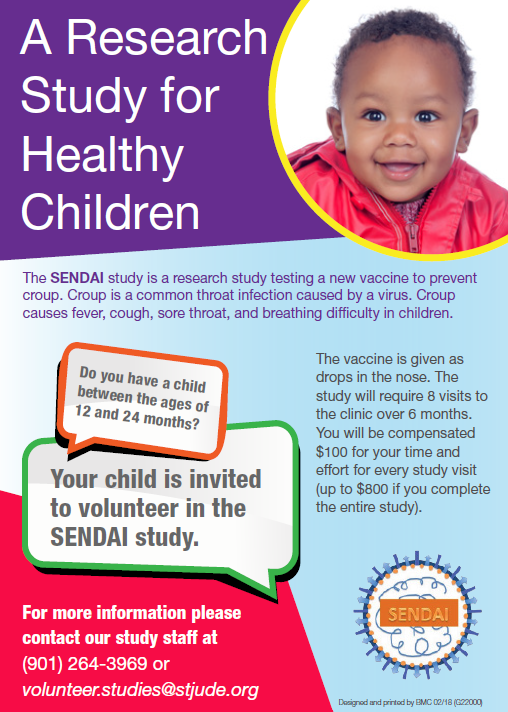 A Research
Study for
Healthy
Children
The SENDAI study is a research study testing a new vaccine to prevent
croup. Croup is a common throat infection caused by a virus. Croup
causes fever, cough, sore throat, and breathing difficulty in children.
Do you have a child
between the ages of
12 and 24 months?
Your child is invited
to volunteer in the
SENDAI study.
The vaccine is given as
drops in the nose. The
study will require 8 visits to
the clinic over 6 months.
You will be compensated
$100 for your time and
effort for every study visit
(up to $800 if you complete
the entire study).
SENDAI
For more information please
contact our study staff at
(901) 264-3969 or
volunteer.studies@stjude.org
Designed and printed by BMC 02/18 (G22000)